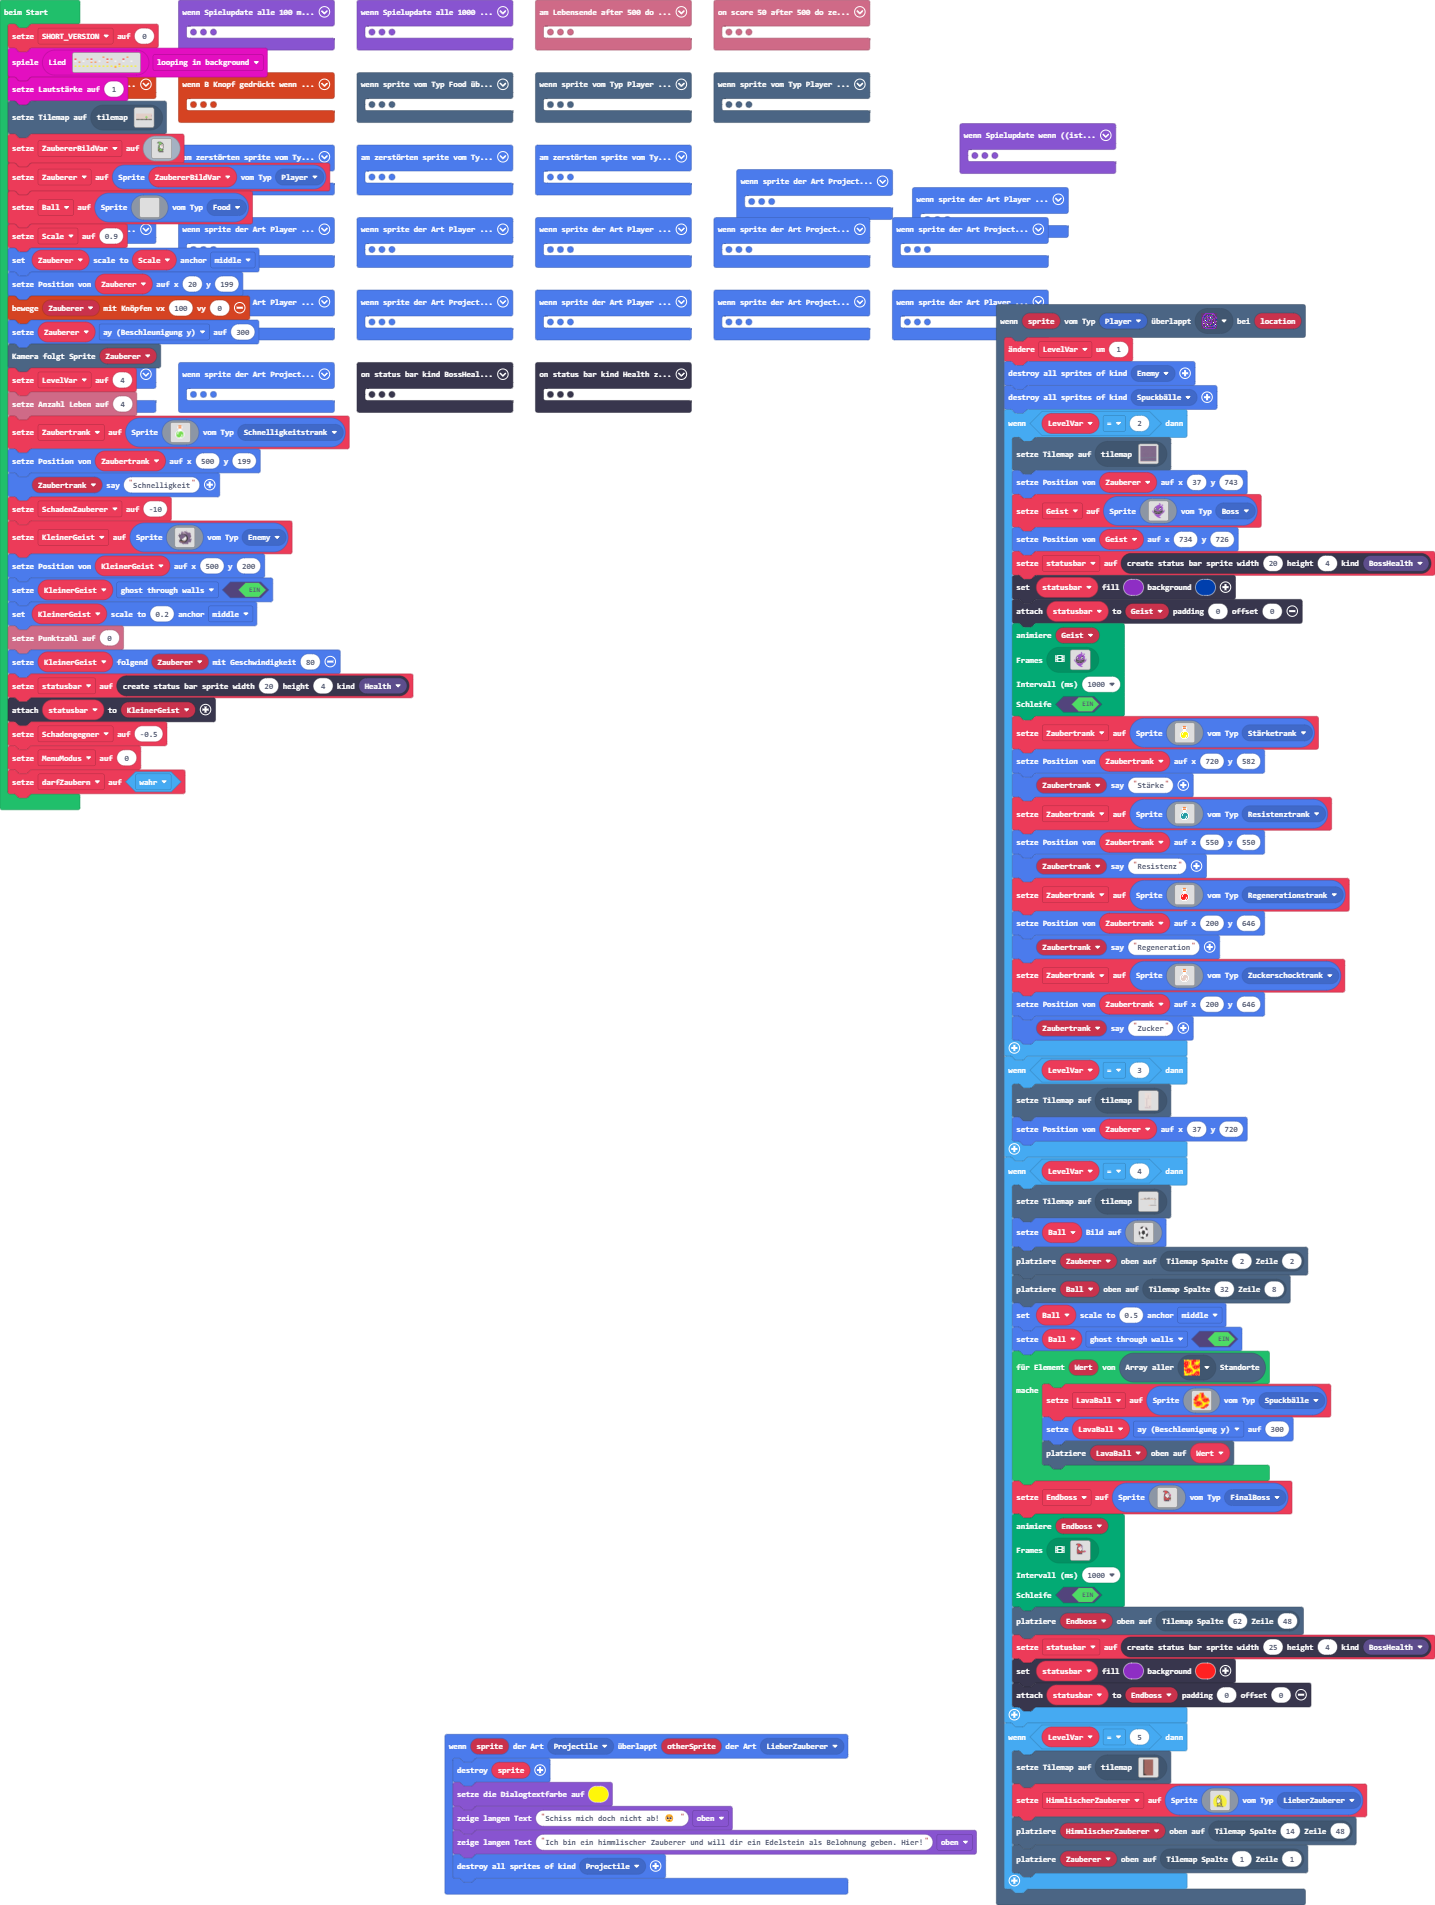 beim Start
setze SHORT_VERSION auf 0
spiele Lied looping in background
setze Lautstärke auf 1
setze Tilemap auf tilemap
setze ZaubererBildVar auf
setze Zauberer auf Sprite ZaubererBildVar vom Typ Player
setze Ball auf Sprite vom Typ Food
setze Scale auf 0.9
set Zauberer scale to Scale anchor middle
setze Position von Zauberer auf x 20 y 199
bewege Zauberer mit Knöpfen vx 100 vy 0
setze Zauberer ay (Beschleunigung y) auf 300
Kamera folgt Sprite Zauberer
setze LevelVar auf 4
setze Anzahl Leben auf 4
setze Zaubertrank auf Sprite vom Typ Schnelligkeitstrank
setze Position von Zaubertrank auf x 500 y 199
Zaubertrank say "Schnelligkeit"
setze SchadenZauberer auf -10
setze KleinerGeist auf Sprite vom Typ Enemy
setze Position von KleinerGeist auf x 500 y 200
setze KleinerGeist ghost through walls EIN
set KleinerGeist scale to 0.2 anchor middle
setze Punktzahl auf 0
setze KleinerGeist folgend Zauberer mit Geschwindigkeit 80
setze statusbar auf create status bar sprite width 20 height 4 kind Health
attach statusbar to KleinerGeist
setze Schadengegner auf -0.5
setze MenuModus auf 0
setze darfZaubern auf wahr
wenn Spielupdate alle 100 m...
wenn Spielupdate alle 1000 ...
am Lebensende after 500 do ...
on score 50 after 500 do ze...
wenn B Knopf gedrückt wenn ...
wenn sprite vom Typ Food üb...
wenn sprite vom Typ Player ...
wenn sprite vom Typ Player ...
wenn Spielupdate wenn ((ist...
am zerstörten sprite vom Ty...
am zerstörten sprite vom Ty...
am zerstörten sprite vom Ty...
wenn sprite der Art Project...
wenn sprite der Art Player ...
wenn sprite der Art Player ...
wenn sprite der Art Player ...
wenn sprite der Art Player ...
wenn sprite der Art Project...
wenn sprite der Art Project...
Art Player ...
wenn sprite der Art Project...
wenn sprite der Art Player ...
wenn sprite der Art Project...
wenn sprite der Art Player ...
wenn sprite der Art Project...
on status bar kind BossHeal...
on status bar kind Health z...
wenn sprite vom Typ Player überlappt bei location
ändere LevelVar um 1
destroy all sprites of kind Enemy
destroy all sprites of kind Spuckbälle
wenn LevelVar = 2 dann
setze Tilemap auf tilemap
setze Position von Zauberer auf x 37 y 743
setze Geist auf Sprite vom Typ Boss
setze Position von Geist auf x 734 y 726
setze statusbar auf create status bar sprite width 20 height 4 kind BossHealth
set statusbar fill background
attach statusbar to Geist padding 0 offset 0
animiere Geist
Frames
Intervall (ms) 1000
Schleife EIN
setze Zaubertrank auf Sprite vom Typ Stärketrank
setze Position von Zaubertrank auf x 720 y 582
Zaubertrank say "Stärke"
setze Zaubertrank auf Sprite vom Typ Resistenztrank
setze Position von Zaubertrank auf x 550 y 550
Zaubertrank say "Resistenz"
setze Zaubertrank auf Sprite vom Typ Regenerationstrank
setze Position von Zaubertrank auf x 200 y 646
Zaubertrank say "Regeneration"
setze Zaubertrank auf Sprite vom Typ Zuckerschocktrank
setze Position von Zaubertrank auf x 200 y 646
Zaubertrank say "Zucker"
wenn LevelVar = 3 dann
setze Tilemap auf tilemap
setze Position von Zauberer auf x 37 y 720
wenn LevelVar = 4 dann
setze Tilemap auf tilemap
setze Ball Bild auf
platziere Zauberer oben auf Tilemap Spalte 2 Zeile 2
platziere Ball oben auf Tilemap Spalte 32 Zeile 8
set Ball scale to 0.5 anchor middle
setze Ball ghost through walls EIN
für Element Wert von Array aller Standorte
mache
setze LavaBall auf Sprite vom Typ Spuckbälle
setze LavaBall ay (Beschleunigung y) auf 300
platziere LavaBall oben auf Wert
setze Endboss auf Sprite vom Typ FinalBoss
animiere Endboss
Frames
Intervall (ms) 1000
Schleife EIN
platziere Endboss oben auf Tilemap Spalte 62 Zeile 48
setze statusbar auf create status bar sprite width 25 height 4 kind BossHealth
set statusbar fill background
attach statusbar to Endboss padding 0 offset 0
wenn LevelVar = 5 dann
setze Tilemap auf tilemap
setze HimmlischerZauberer auf Sprite vom Typ LieberZauberer
platziere HimmlischerZauberer oben auf Tilemap Spalte 14 Zeile 48
platziere Zauberer oben auf Tilemap Spalte 1 Zeile 1
wenn sprite der Art Projectile überlappt otherSprite der Art LieberZauberer
destroy sprite
setze die Dialogtextfarbe auf
zeige langen Text "Schiss mich doch nicht ab! " oben
zeige langen Text "Ich bin ein himmlischer Zauberer und will dir ein Edelstein als Belohnung geben. Hier!" oben
destroy all sprites of kind Projectile